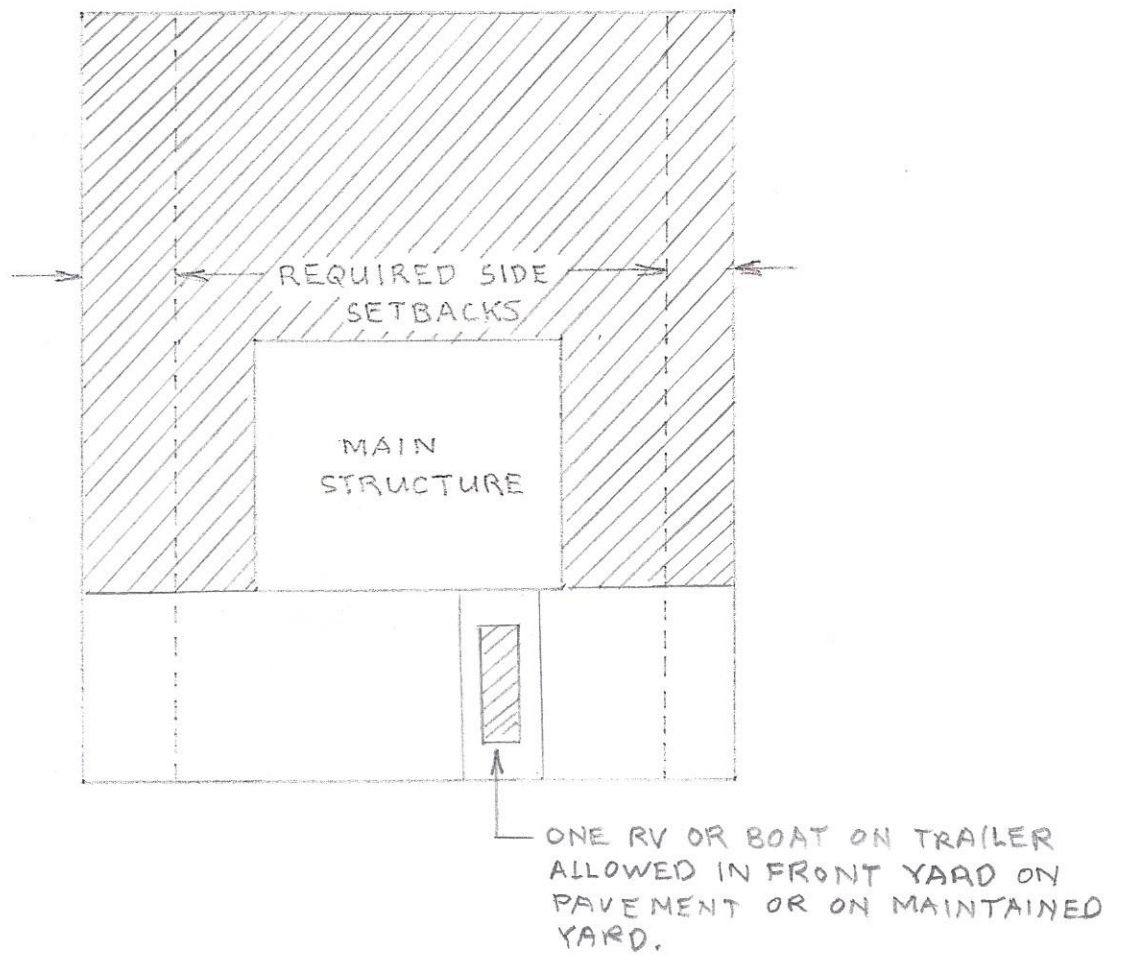 REQUIRED SIDE
SETBACKS
MAIN
STRUCTURE
ONE RV OR BOAT ON TRAILER
ALLOWED IN FRONT YARD ON
PAVEMENT OR ON MAINTAINED
YARD.